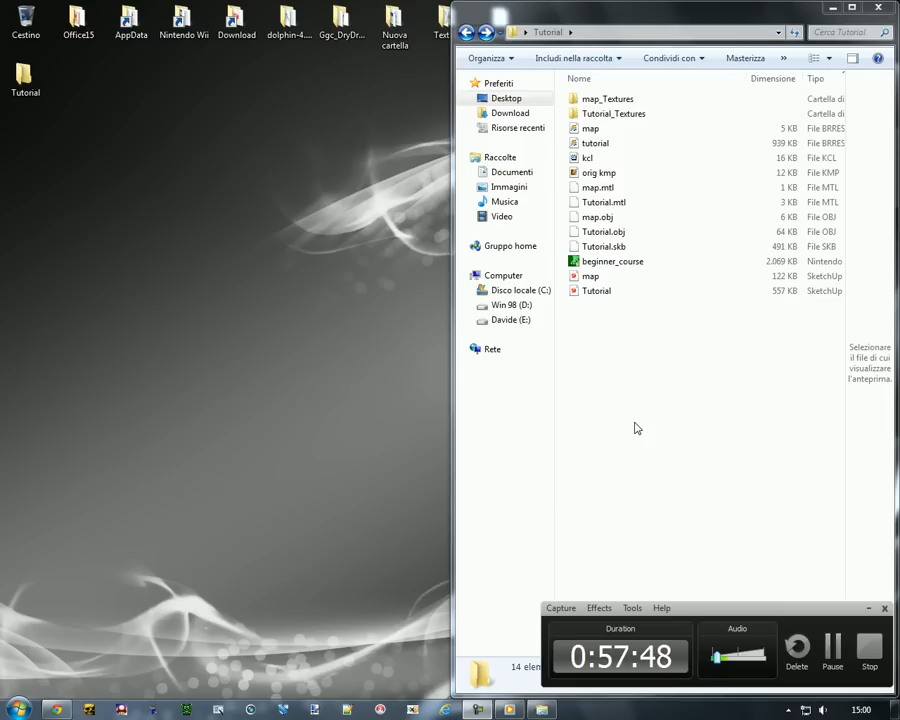 Cestino
Office15
AppData
Nintendo Wii
Download
dolphin-4....
Ggc_DryDr...
Nuova cartella
Text
Tutorial
Tutorial
Cerca Tutorial
Organizza
Includi nella raccolta
Condividi con
Masterizza
»
Preferiti
Desktop
Download
Risorse recenti
Raccolte
Documenti
Immagini
Musica
Video
Gruppo home
Computer
Disco locale (C:)
Win 98 (D:)
Davide (E:)
Rete
Nome
Dimensione
Tipo
map_Textures
Cartella di
Tutorial_Textures
Cartella di
map
5 KB
File BRRES
tutorial
939 KB
File BRRES
kcl
16 KB
File KCL
orig kmp
12 KB
File KMP
map.mtl
1 KB
File MTL
Tutorial.mtl
3 KB
File MTL
map.obj
6 KB
File OBJ
Tutorial.obj
64 KB
File OBJ
Tutorial.skb
491 KB
File SKB
beginner_course
2.069 KB
Nintendo
map
122 KB
SketchUp
Tutorial
557 KB
SketchUp
Selezionare
il file di cui
visualizzare
l'anteprima.
14 elem
Capture
Effects
Tools
Help
Duration
0:57:48
Audio
Delete
Pause
Stop
15:00